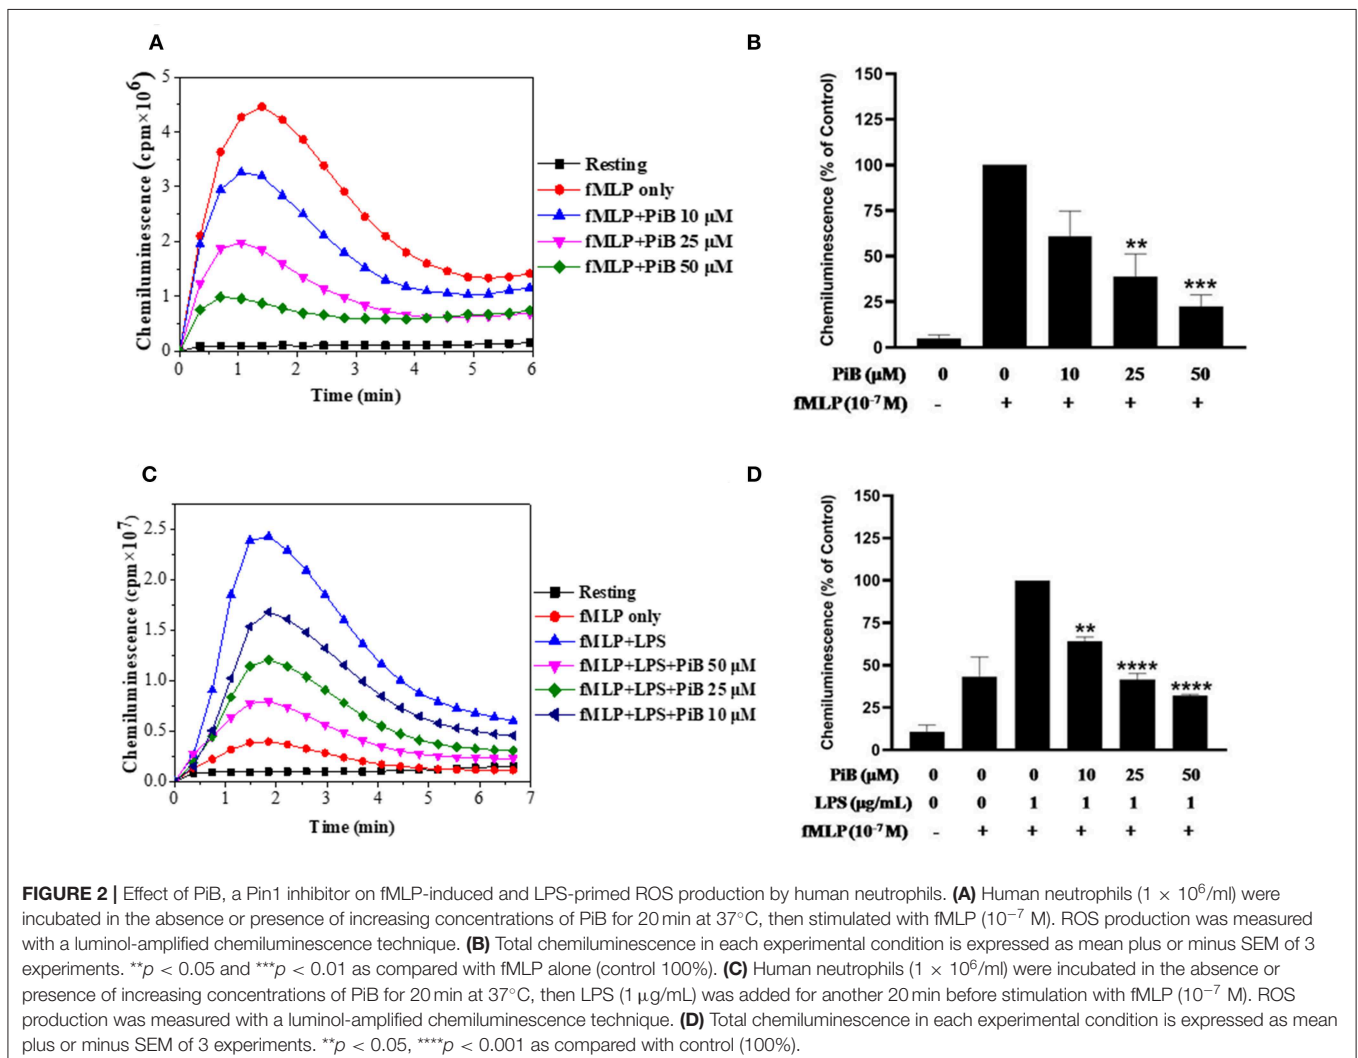 A
Chemiluminescence (cpm×10⁶)
5
4
3
2
1
0
0 1 2 3 4 5 6
Time (min)
Resting
fMLP only
fMLP+PiB 10 μM
fMLP+PiB 25 μM
fMLP+PiB 50 μM
B
Chemiluminescence (% of Control)
150
125
100
75
50
25
0
**
***
PiB (μM) 0 0 10 25 50
fMLP (10⁻⁷ M) - + + + +
C
Chemiluminescence (cpm×10⁷)
2.5
2.0
1.5
1.0
0.5
0.0
0 1 2 3 4 5 6 7
Time (min)
Resting
fMLP only
fMLP+LPS
fMLP+LPS+PiB 50 μM
fMLP+LPS+PiB 25 μM
fMLP+LPS+PiB 10 μM
D
Chemiluminescence (% of Control)
150
125
100
75
50
25
0
**
****
****
PiB (μM) 0 0 0 10 25 50
LPS (μg/mL) 0 0 1 1 1 1
fMLP (10⁻⁷ M) - + + + + +
FIGURE 2 | Effect of PiB, a Pin1 inhibitor on fMLP-induced and LPS-primed ROS production by human neutrophils. (A) Human neutrophils (1 × 10⁶/ml) were
incubated in the absence or presence of increasing concentrations of PiB for 20 min at 37°C, then stimulated with fMLP (10⁻⁷ M). ROS production was measured
with a luminol-amplified chemiluminescence technique. (B) Total chemiluminescence in each experimental condition is expressed as mean plus or minus SEM of 3
experiments. **p < 0.05 and ***p < 0.01 as compared with fMLP alone (control 100%). (C) Human neutrophils (1 × 10⁶/ml) were incubated in the absence or
presence of increasing concentrations of PiB for 20 min at 37°C, then LPS (1 μg/mL) was added for another 20 min before stimulation with fMLP (10⁻⁷ M). ROS
production was measured with a luminol-amplified chemiluminescence technique. (D) Total chemiluminescence in each experimental condition is expressed as mean
plus or minus SEM of 3 experiments. **p < 0.05, ****p < 0.001 as compared with control (100%).